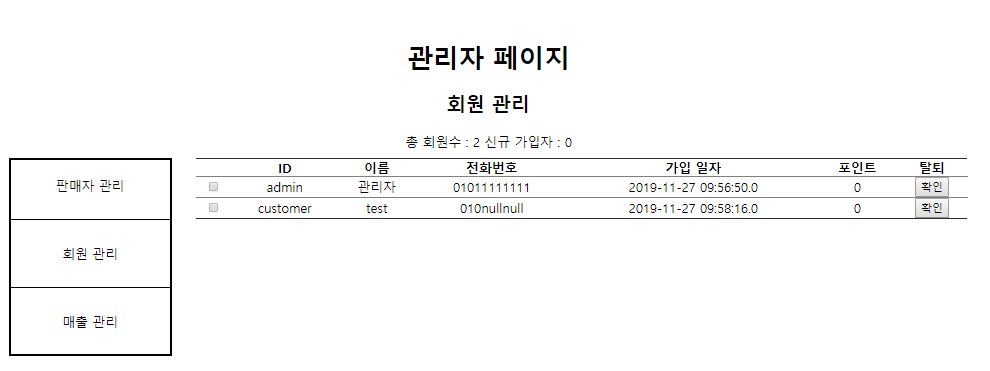 관리자 페이지
회원 관리
총 회원수 : 2 신규 가입자 : 0
판매자 관리
회원 관리
매출 관리
ID 이름 전화번호 가입 일자 포인트 탈퇴
admin 관리자 01011111111 2019-11-27 09:56:50.0 0 확인
customer test 010nullnull 2019-11-27 09:58:16.0 0 확인